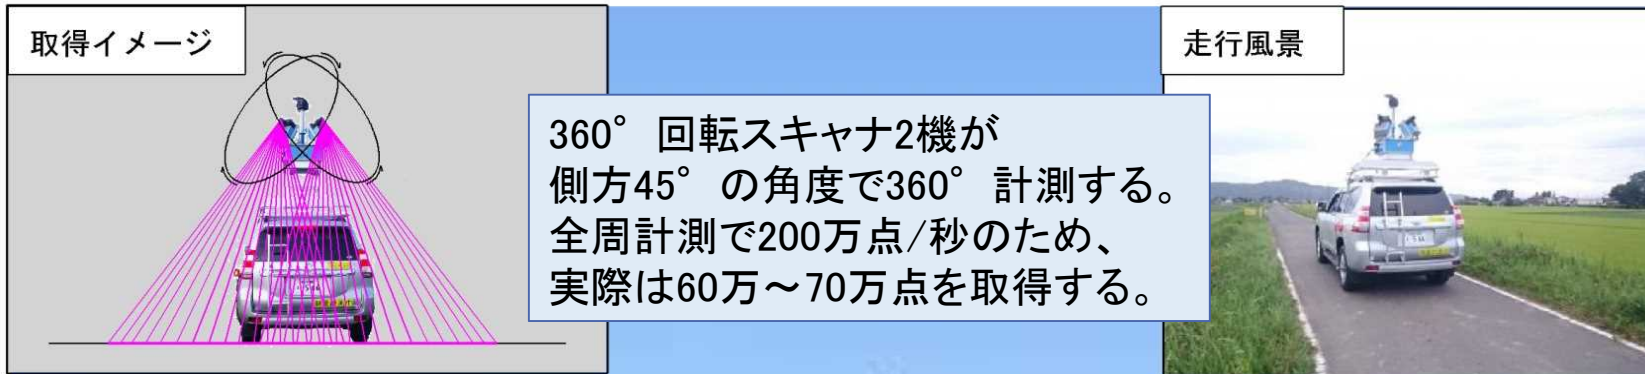 取得イメージ
360°回転スキャナ2機が
側方45°の角度で360°計測する。
全周計測で200万点/秒のため、
実際は60万～70万点を取得する。
走行風景